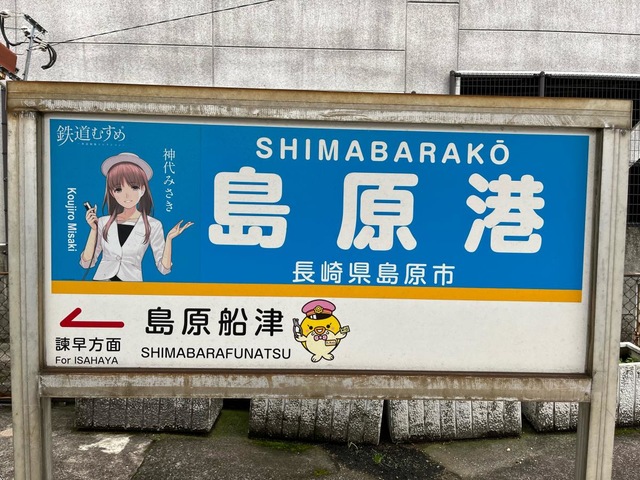 鉄道むすめ
神代みさき
Koujiro Misaki
SHIMABARAKŌ
島原港
長崎県島原市
島原船津
SHIMABARAFUNATSU
諫早方面
For ISAHAYA